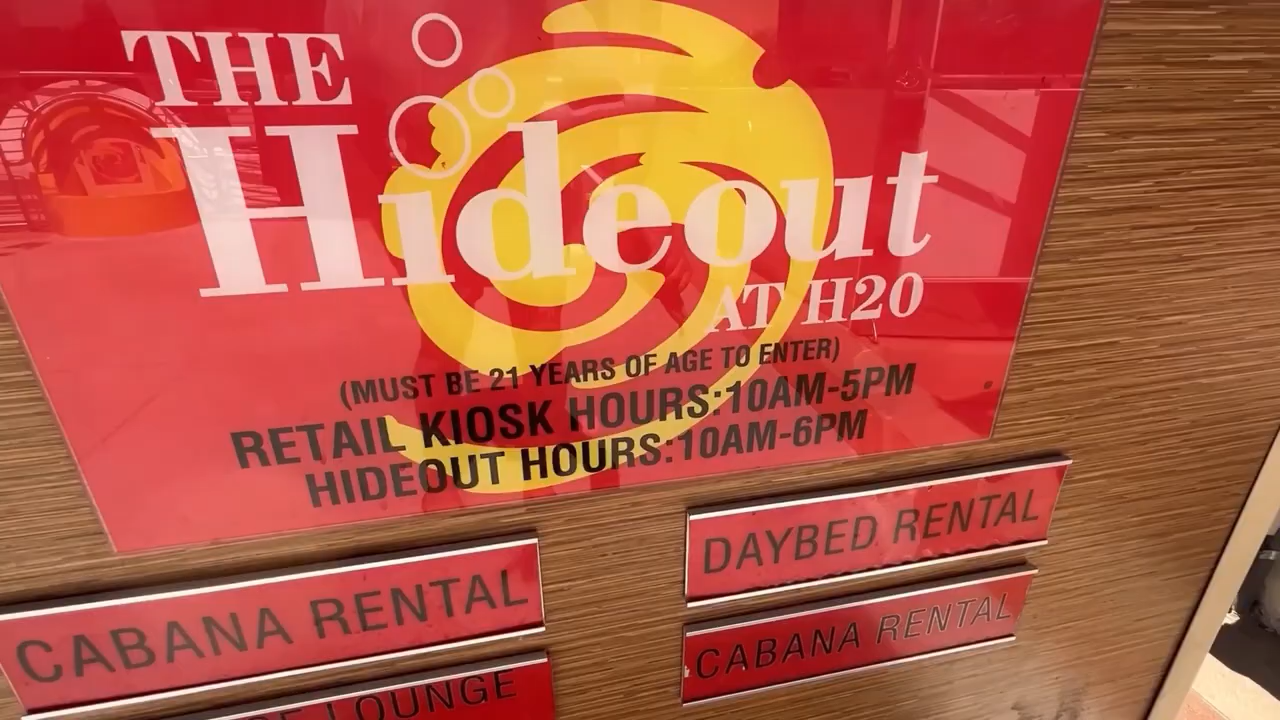 THE
Hideout
AT H20
(MUST BE 21 YEARS OF AGE TO ENTER)
RETAIL KIOSK HOURS:10AM-5PM
HIDEOUT HOURS:10AM-6PM
DAYBED RENTAL
CABANA RENTAL
CABANA RENTAL
LOUNGE